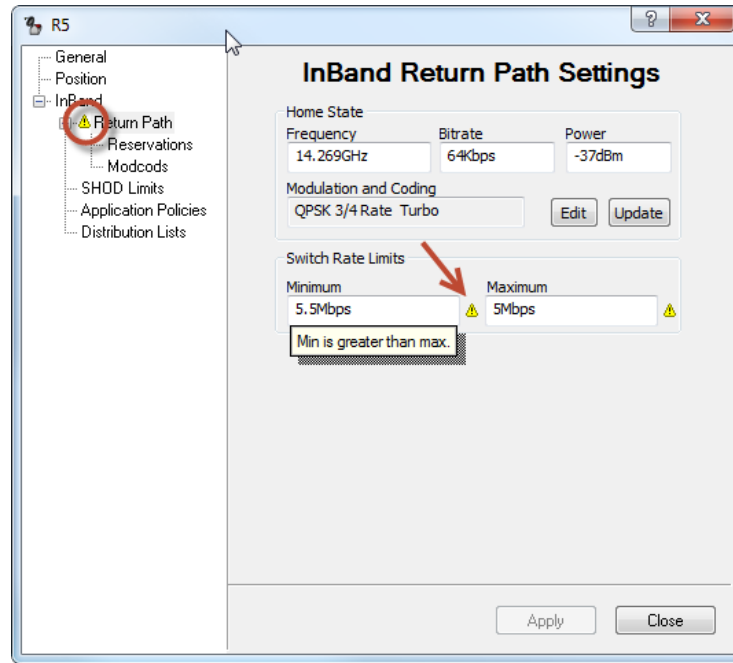 R5
General
Position
InBand
Return Path
Reservations
Modcods
SHOD Limits
Application Policies
Distribution Lists
InBand Return Path Settings
Home State
Frequency Bitrate Power
14.269GHz 64Kbps -37dBm
Modulation and Coding
QPSK 3/4 Rate Turbo Edit Update
Switch Rate Limits
Minimum Maximum
5.5Mbps 5Mbps
Min is greater than max.
Apply Close